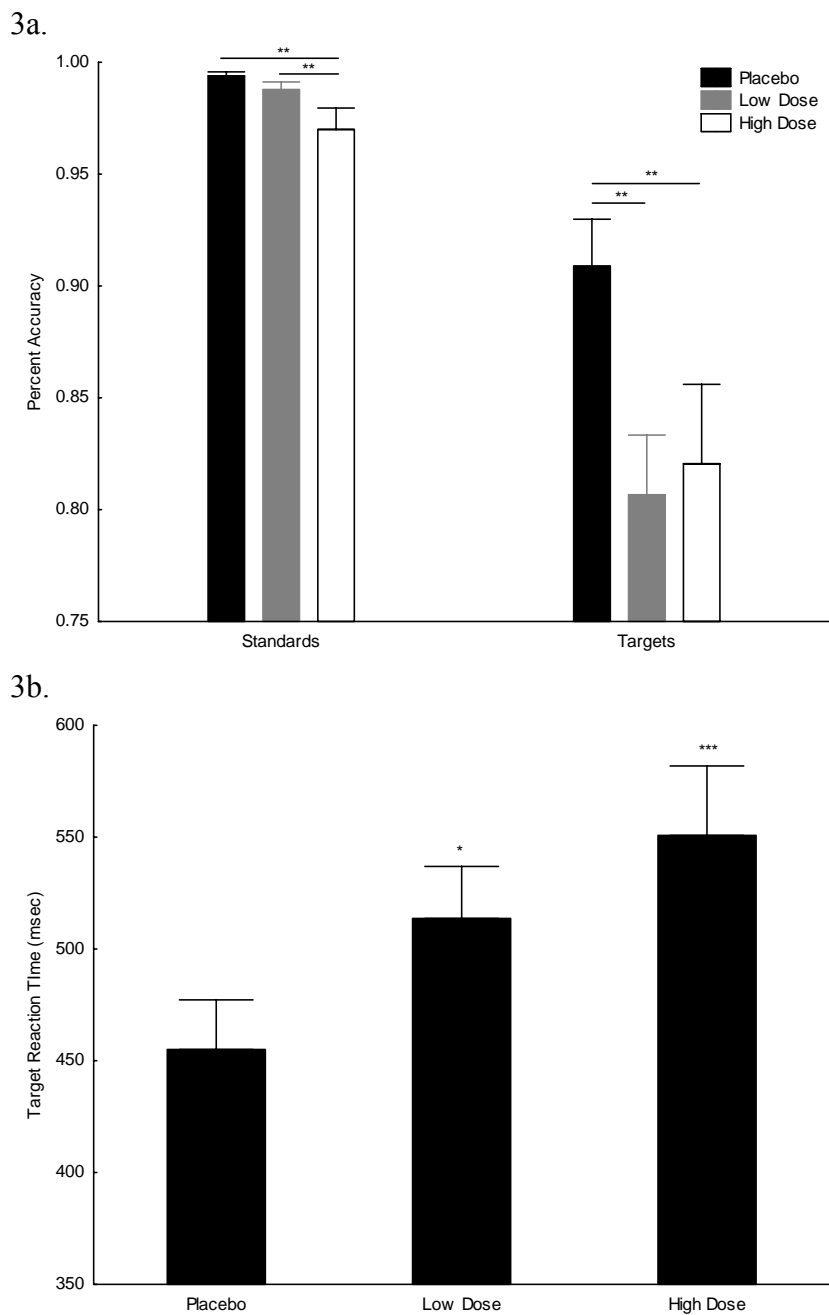 3a.
**
**
1.00
0.95
0.90
0.85
0.80
0.75
Percent Accuracy
Placebo
Low Dose
High Dose
**
**
Standards
Targets
3b.
600
550
500
450
400
350
Target Reaction TIme (msec)
*
***
Placebo
Low Dose
High Dose